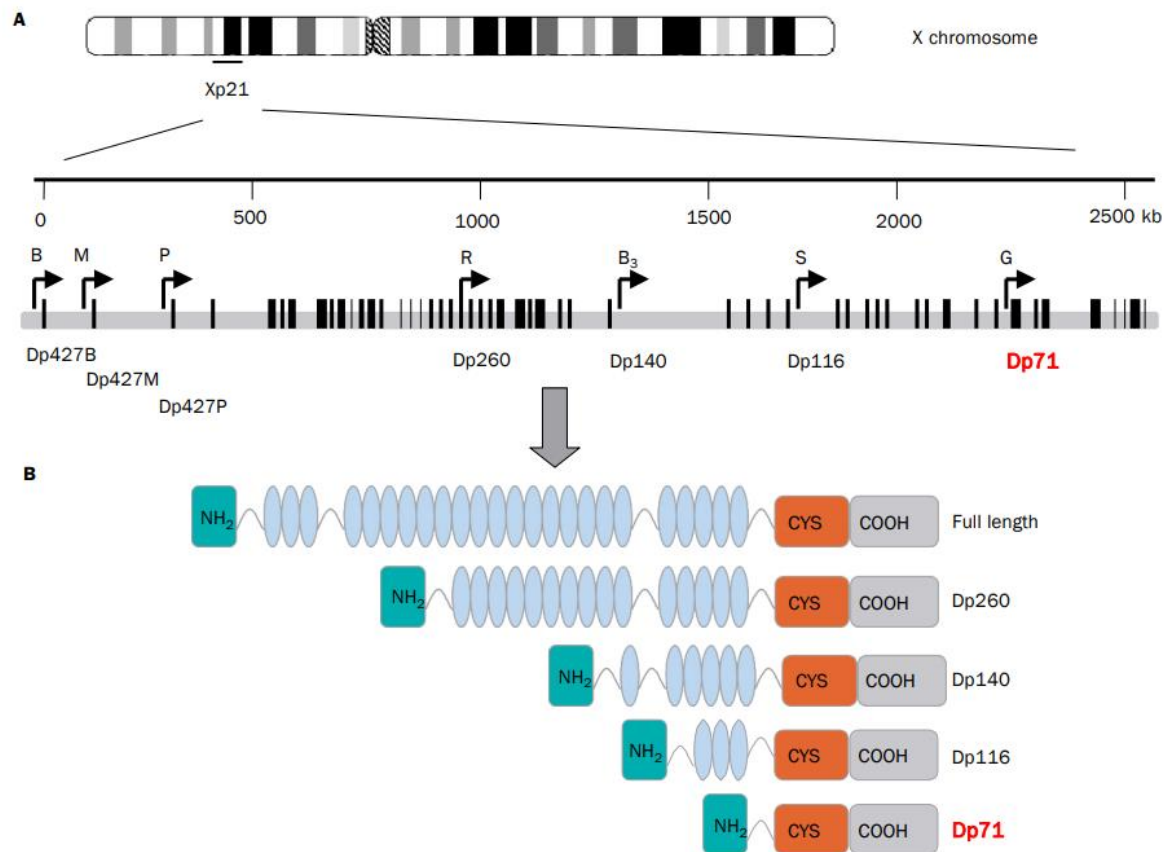 A
X chromosome
Xp21
0 500 1000 1500 2000 2500 kb
B M P R B₃ S G
Dp427B Dp260 Dp140 Dp116 Dp71
Dp427M
Dp427P
B
NH₂ CYS COOH Full length
NH₂ CYS COOH Dp260
NH₂ CYS COOH Dp140
NH₂ CYS COOH Dp116
NH₂ CYS COOH Dp71